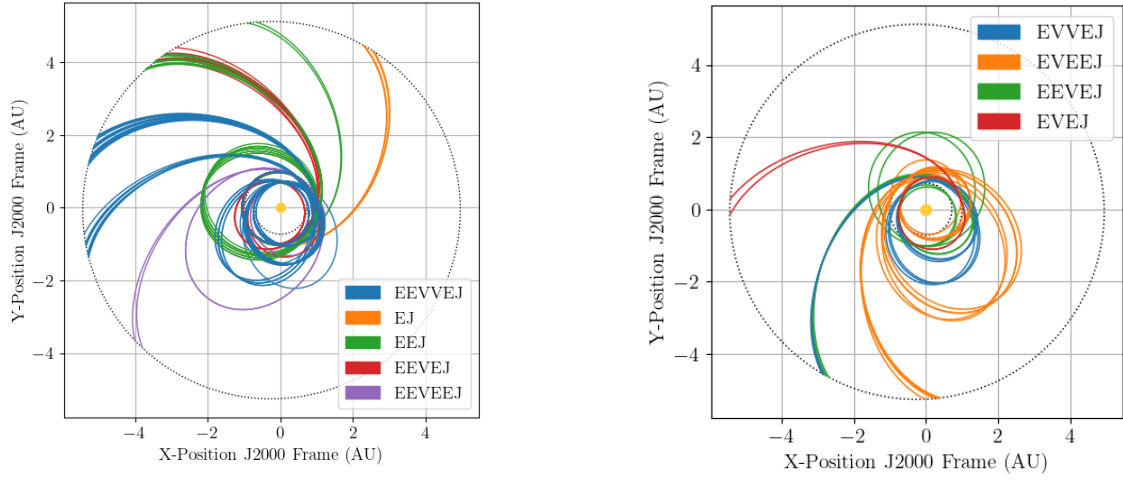 Y-Position J2000 Frame (AU)
4
2
0
−2
−4
−4
−2
0
2
4
X-Position J2000 Frame (AU)
EEVVEJ
EJ
EEJ
EEVEJ
EEVEEJ
Y-Position J2000 Frame (AU)
4
2
0
−2
−4
−4
−2
0
2
4
X-Position J2000 Frame (AU)
EVVEJ
EVEEJ
EEVEJ
EVEJ